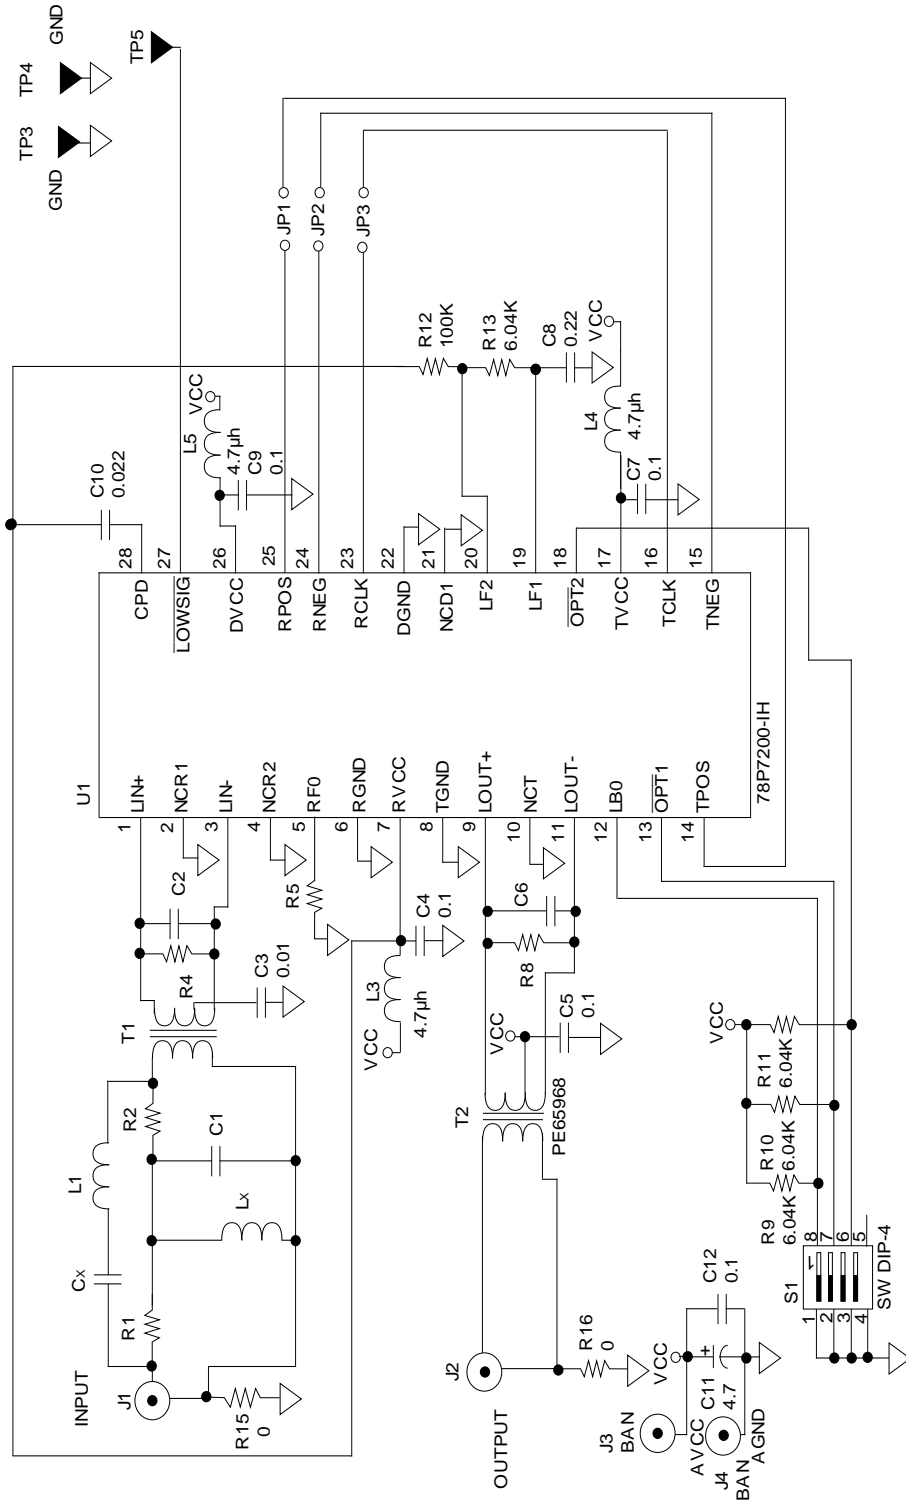 INPUT
J1
R15
0
R1
Cx
L1
Lx
C1
R2
T1
R4
C2
C3
0.01
R5
VCC
L3
4.7µh
C4
0.1
OUTPUT
J2
R16
0
T2
PE65968
VCC
R8
C6
C5
0.1
J3
BAN
AVCC
J4
BAN
AGND
VCC
C11
4.7
+
C12
0.1
VCC
R9
6.04K
R10
6.04K
R11
6.04K
S1
1
1
2
3
4
8
7
6
5
SW DIP-4
U1
78P7200-IH
1 LIN+
2 NCR1
3 LIN-
4 NCR2
5 RF0
6 RGND
7 RVCC
8 TGND
9 LOUT+
10 NCT
11 LOUT-
12 LB0
13 OPT1
14 TPOS
CPD 28
LOWSIG 27
DVCC 26
RPOS 25
RNEG 24
RCLK 23
DGND 22
NCD1 21
LF2 20
LF1 19
OPT2 18
TVCC 17
TCLK 16
TNEG 15
C10
0.022
L5
4.7µh
VCC
C9
0.1
JP1
JP2
JP3
R12
100K
R13
6.04K
C8
0.22
VCC
L4
4.7µh
C7
0.1
TP3
GND
TP4
GND
TP5